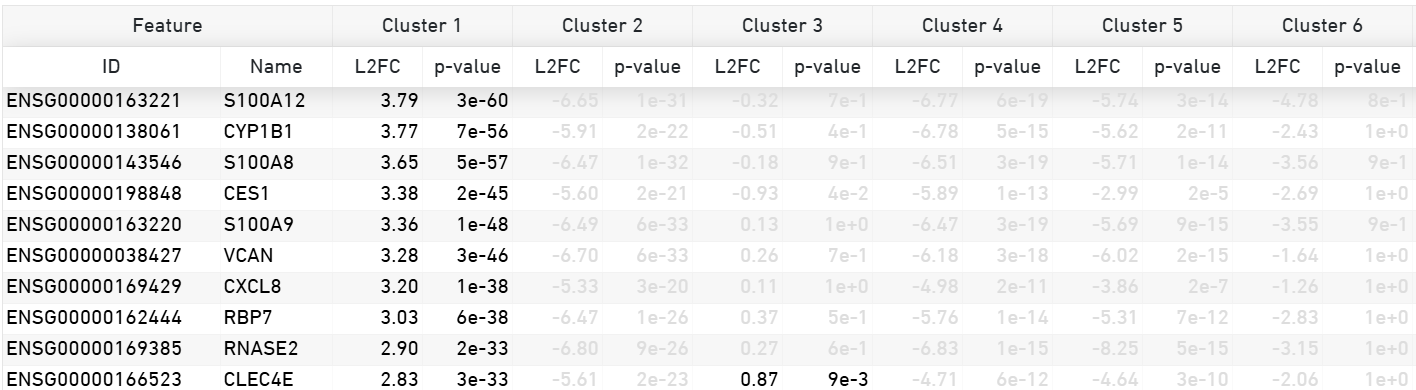 Feature Cluster 1 Cluster 2 Cluster 3 Cluster 4 Cluster 5 Cluster 6
ID Name L2FC p-value L2FC p-value L2FC p-value L2FC p-value L2FC p-value L2FC p-value
ENSG00000163221 S100A12 3.79 3e-60 -6.65 1e-31 -0.32 7e-1 -6.77 6e-19 -5.74 3e-14 -4.78 8e-1
ENSG00000138061 CYP1B1 3.77 7e-56 -5.91 2e-22 -0.51 4e-1 -6.78 5e-15 -5.62 2e-11 -2.43 1e+0
ENSG00000143546 S100A8 3.65 5e-57 -6.47 1e-32 -0.18 9e-1 -6.51 3e-19 -5.71 1e-14 -3.56 9e-1
ENSG00000198848 CES1 3.38 2e-45 -5.60 2e-21 -0.93 4e-2 -5.89 1e-13 -2.99 2e-5 -2.69 1e+0
ENSG00000163220 S100A9 3.36 1e-48 -6.49 6e-33 0.13 1e+0 -6.47 3e-19 -5.69 9e-15 -3.55 9e-1
ENSG00000038427 VCAN 3.28 3e-46 -6.70 6e-33 0.26 7e-1 -6.18 3e-18 -6.02 2e-15 -1.64 1e+0
ENSG00000169429 CXCL8 3.20 1e-38 -5.33 3e-20 0.11 1e+0 -4.98 2e-11 -3.86 2e-7 -1.26 1e+0
ENSG00000162444 RBP7 3.03 6e-38 -6.47 1e-26 0.37 5e-1 -5.76 1e-14 -5.31 7e-12 -2.83 1e+0
ENSG00000169385 RNASE2 2.90 2e-33 -6.80 9e-26 0.27 6e-1 -6.83 1e-15 -8.25 5e-15 -3.15 1e+0
ENSG00000166523 CLEC4E 2.83 3e-33 -5.61 2e-23 0.87 9e-3 -4.71 6e-12 -4.64 3e-10 -2.06 1e+0